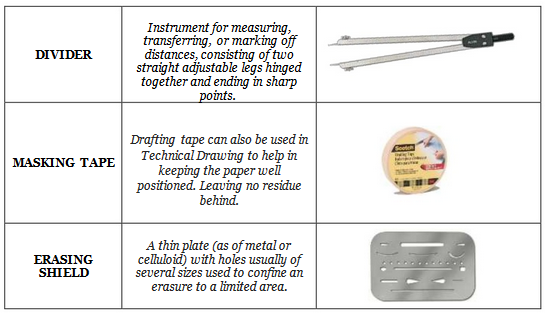 DIVIDER
Instrument for measuring,
transferring, or marking off
distances, consisting of two
straight adjustable legs hinged
together and ending in sharp
points.
MASKING TAPE
Drafting tape can also be used in
Technical Drawing to help in
keeping the paper well
positioned. Leaving no residue
behind.
Scotch
Drafting Tape
ERASING
SHIELD
A thin plate (as of metal or
celluloid) with holes usually of
several sizes used to confine an
erasure to a limited area.